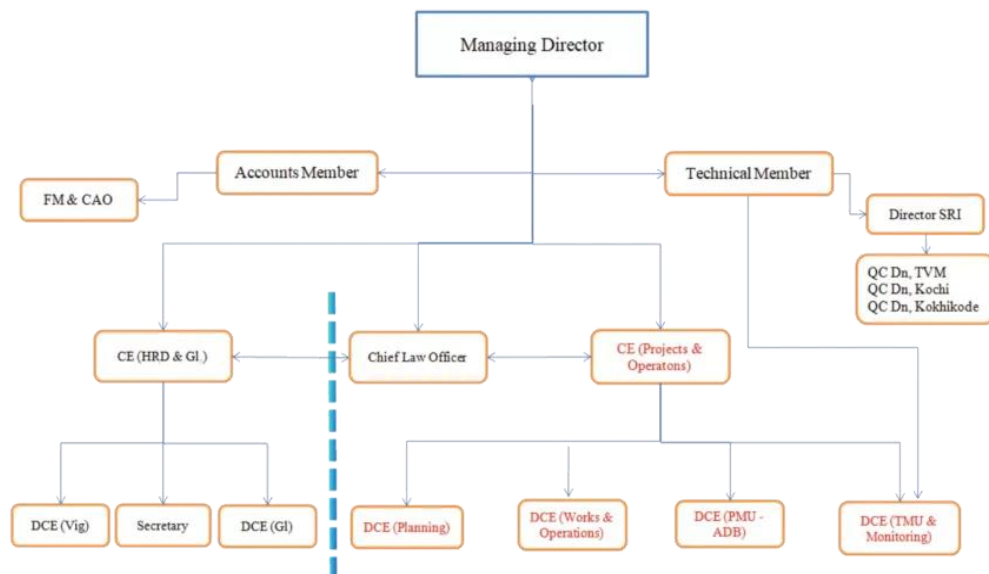 Managing Director
Accounts Member
Technical Member
FM & CAO
Director SRI
QC Dn, TVM
QC Dn, Kochi
QC Dn, Kokhikode
CE (HRD & Gl.)
Chief Law Officer
CE (Projects &
Operatons)
DCE (Vig)
Secretary
DCE (Gl)
DCE (Planning)
DCE (Works &
Operations)
DCE (PMU -
ADB)
DCE (TMU &
Monitoring)